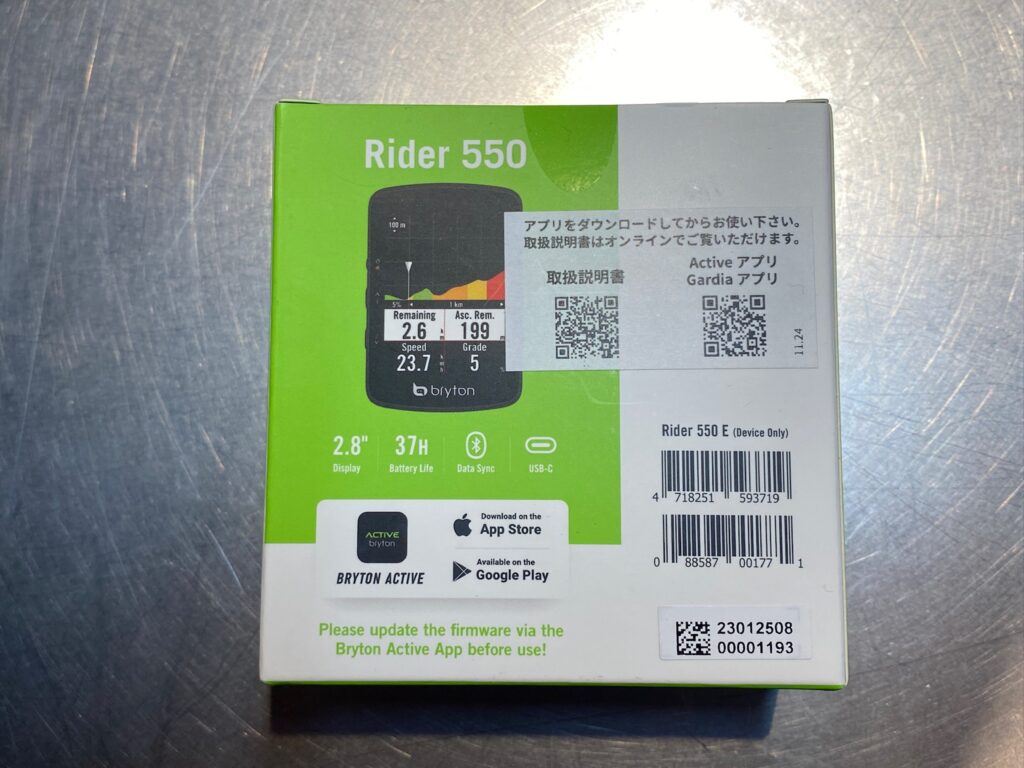 Rider 550
100 m
5%
1 km
Remaining
2.6
Asc. Rem.
199
Speed
23.7
Grade
5
bryton
アプリをダウンロードしてからお使い下さい。
取扱説明書はオンラインでご覧いただけます。
取扱説明書
Active アプリ
Gardia アプリ
11.24
2.8" 37H
Display Battery Life Data Sync USB-C
Rider 550 E (Device Only)
4 718251 593719
0 88587 00177 1
ACTIVE
bryton
BRYTON ACTIVE
Download on the
App Store
Available on the
Google Play
Please update the firmware via the
Bryton Active App before use!
23012508
00001193